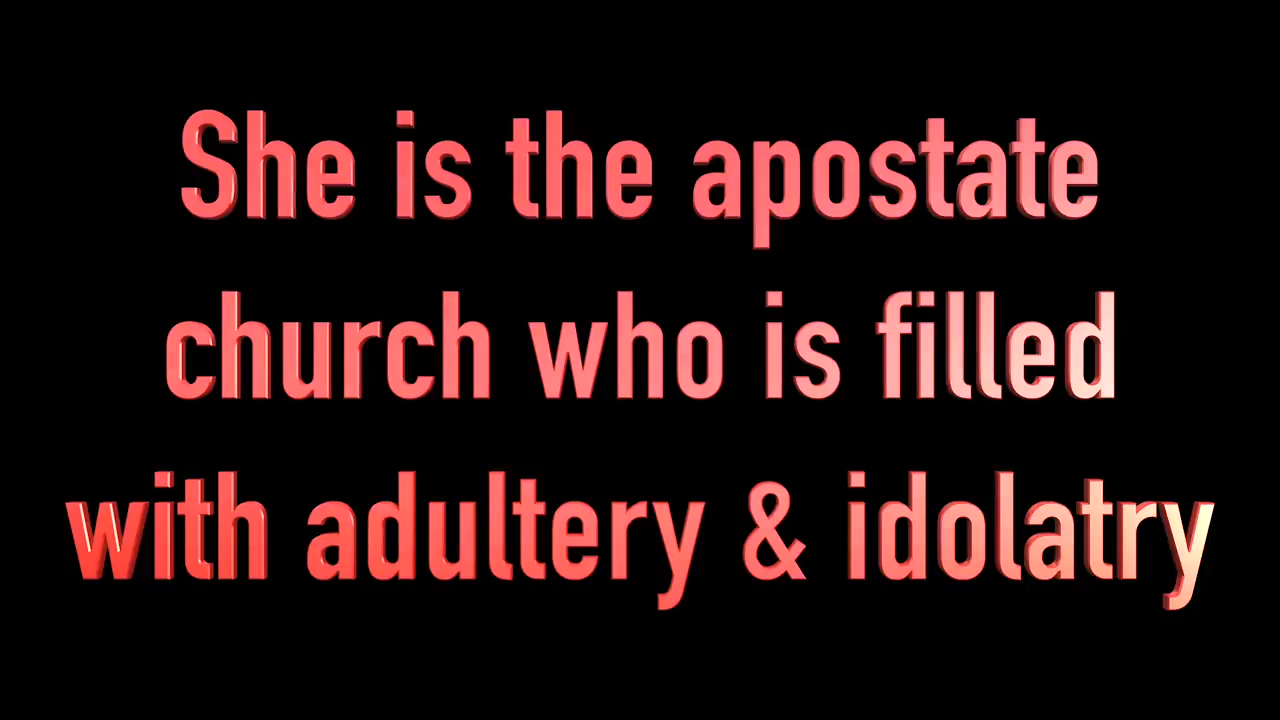 She is the apostate
church who is filled
with adultery & idolatry